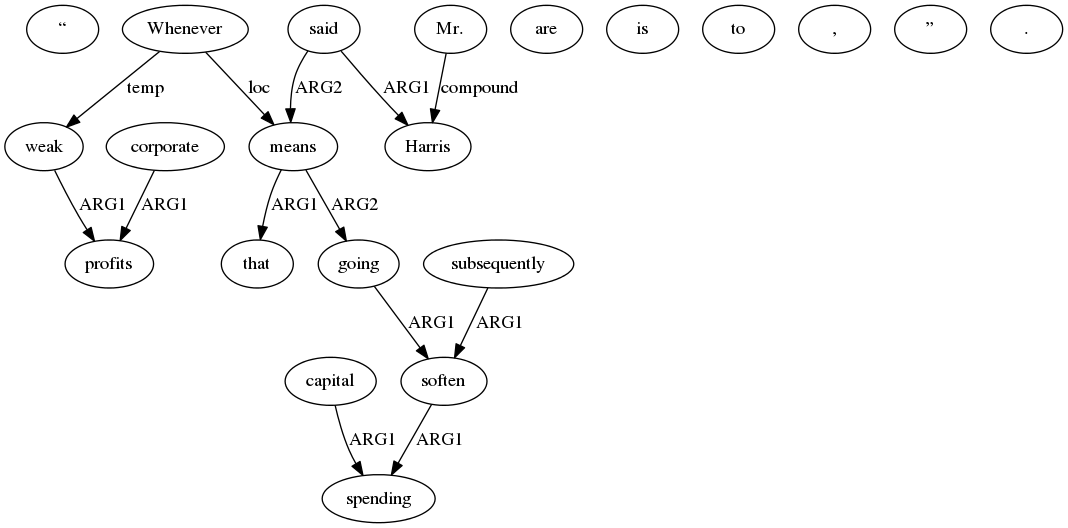 “ Whenever said Mr. are is to , ” .
temp loc ARG2 ARG1 compound
weak corporate means Harris
ARG1 ARG1 ARG1 ARG2
profits that going subsequently
ARG1 ARG1
capital soften
ARG1 ARG1
spending